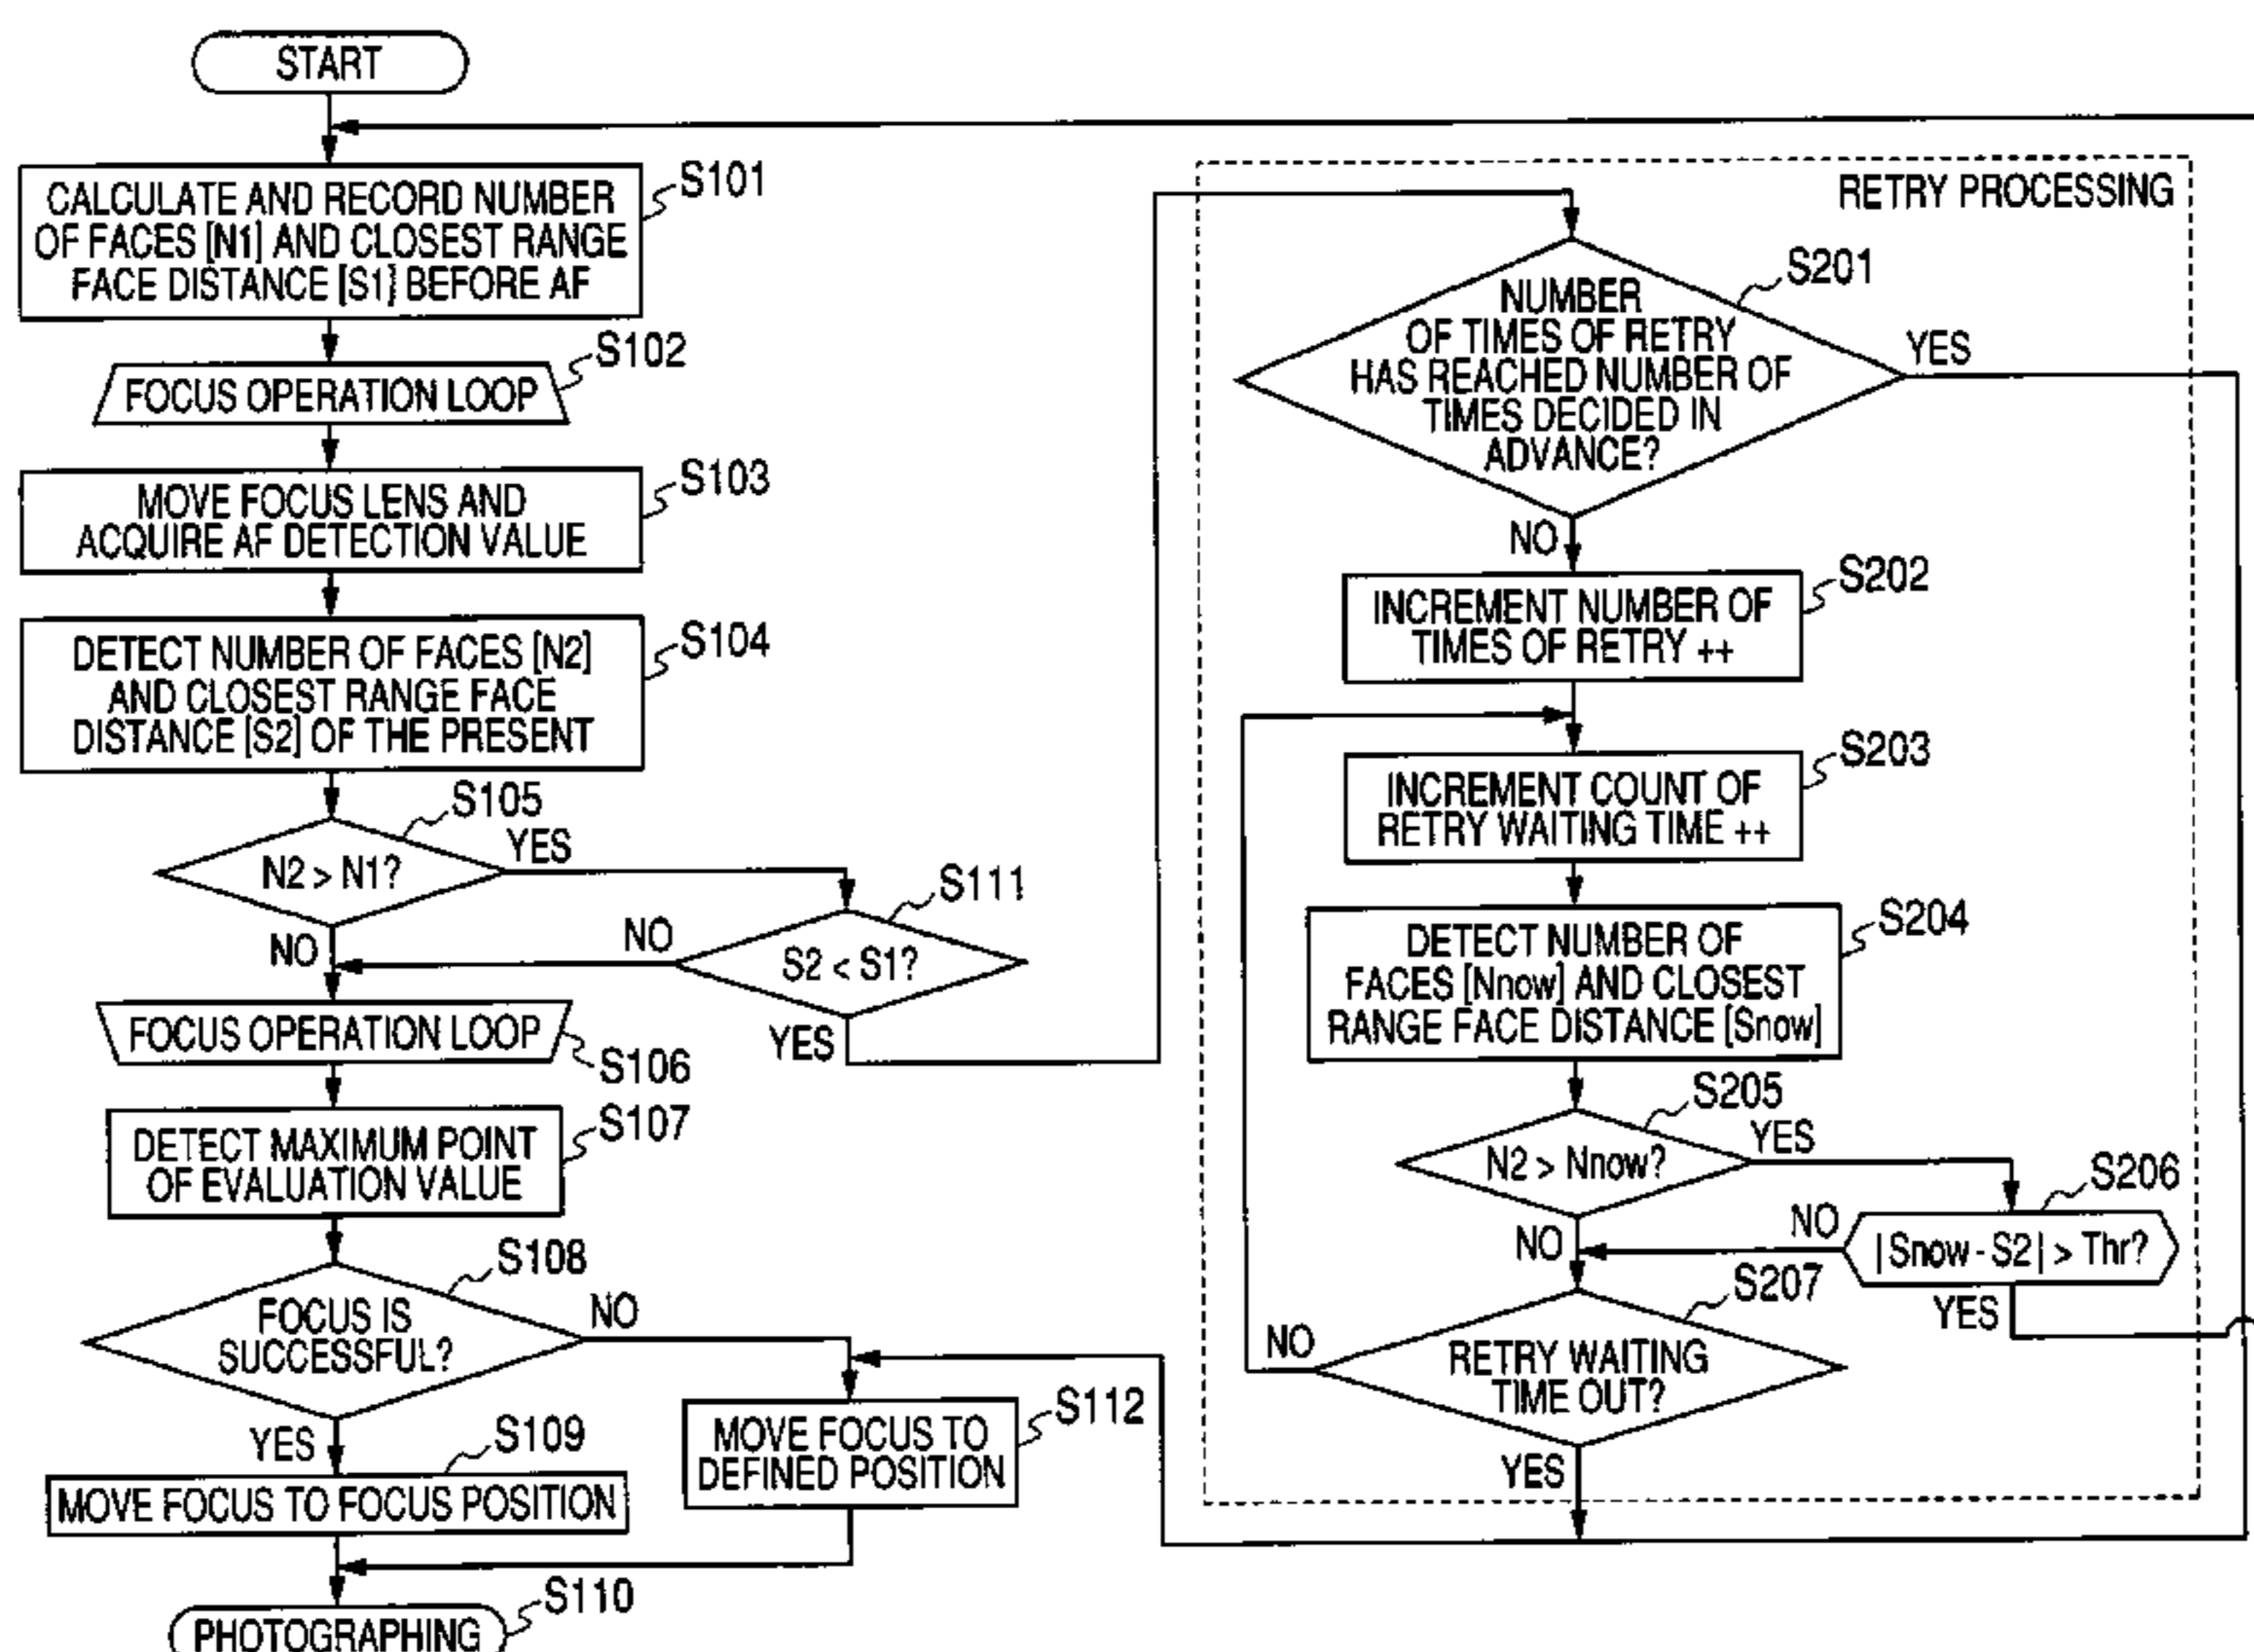 START
CALCULATE AND RECORD NUMBER
OF FACES [N1] AND CLOSEST RANGE
FACE DISTANCE [S1] BEFORE AF
S101
FOCUS OPERATION LOOP
S102
MOVE FOCUS LENS AND
ACQUIRE AF DETECTION VALUE
S103
DETECT NUMBER OF FACES [N2]
AND CLOSEST RANGE FACE
DISTANCE [S2] OF THE PRESENT
S104
S105
N2 > N1?
YES
NO
S111
S2 < S1?
NO
YES
FOCUS OPERATION LOOP
S106
DETECT MAXIMUM POINT
OF EVALUATION VALUE
S107
S108
FOCUS IS
SUCCESSFUL?
NO
YES
S109
MOVE FOCUS TO FOCUS POSITION
MOVE FOCUS TO
DEFINED POSITION
S112
PHOTOGRAPHING
S110
RETRY PROCESSING
S201
NUMBER
OF TIMES OF RETRY
HAS REACHED NUMBER OF
TIMES DECIDED IN
ADVANCE?
YES
NO
S202
INCREMENT NUMBER OF
TIMES OF RETRY ++
S203
INCREMENT COUNT OF
RETRY WAITING TIME ++
S204
DETECT NUMBER OF
FACES [Nnow] AND CLOSEST
RANGE FACE DISTANCE [Snow]
S205
N2 > Nnow?
YES
NO
S206
|Snow - S2| > Thr?
NO
YES
S207
RETRY WAITING
TIME OUT?
NO
YES